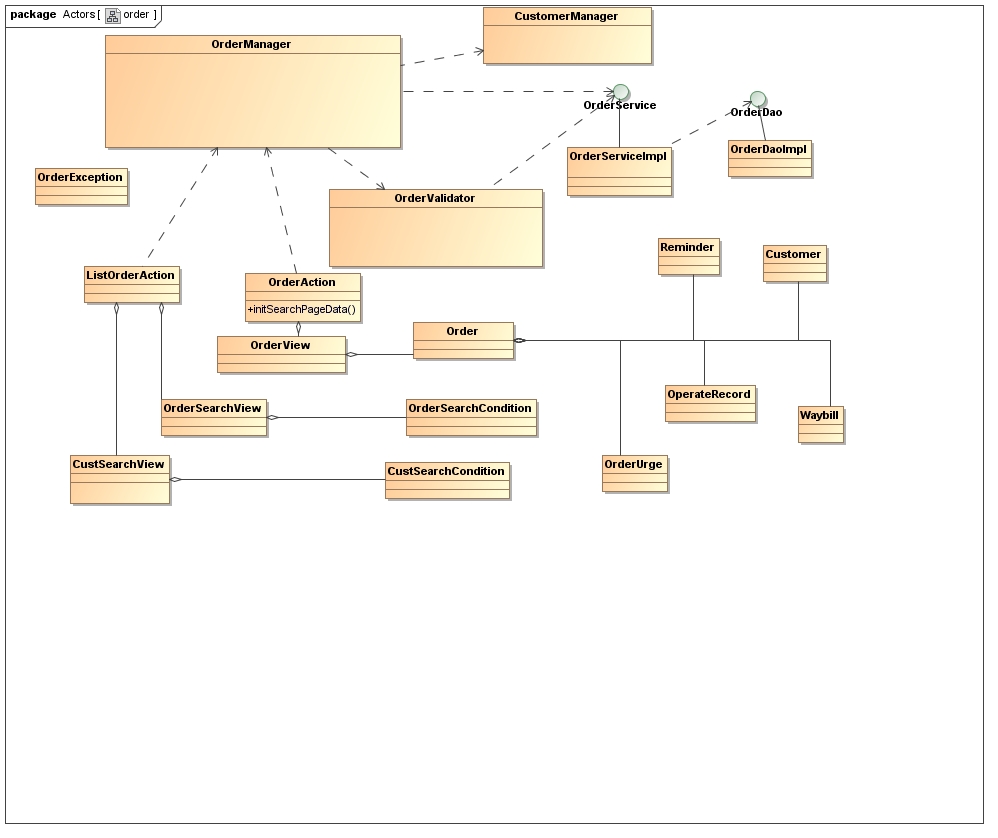 package Actors [ order ]
CustomerManager
OrderManager
OrderService
OrderDao
OrderServiceImpl
OrderDaoImpl
OrderException
OrderValidator
Reminder
Customer
ListOrderAction
OrderAction
+initSearchPageData()
Order
OrderView
OperateRecord
OrderSearchView
OrderSearchCondition
Waybill
CustSearchView
CustSearchCondition
OrderUrge